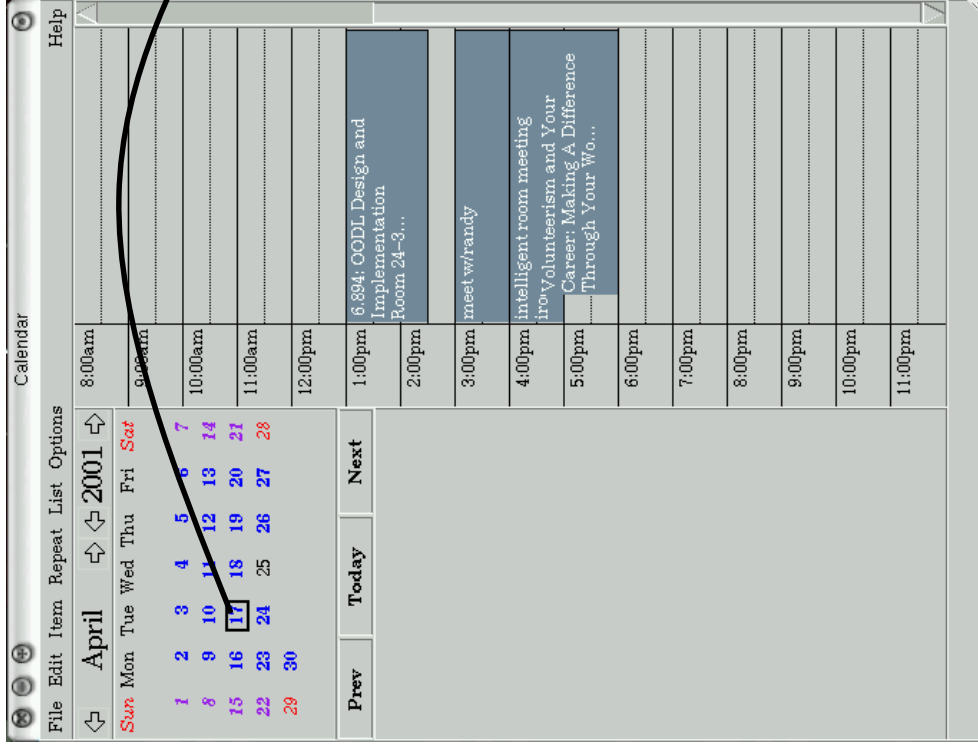 Calendar
File Edit Item Repeat List Options Help
April 2001
Sun Mon Tue Wed Thu Fri Sat
1 2 3 4 5 6 7
8 9 10 11 12 13 14
15 16 17 18 19 20 21
22 23 24 25 26 27 28
29 30
Prev Today Next
8:00am
9:00am
10:00am
11:00am
12:00pm
1:00pm
2:00pm
3:00pm
4:00pm
5:00pm
6:00pm
7:00pm
8:00pm
9:00pm
10:00pm
11:00pm
6.894: OODL Design and
Implementation
Room 24-3...
meet w/randy
intelligent room meeting
Volunteerism and Your
Career: Making A Difference
Through Your Wo...